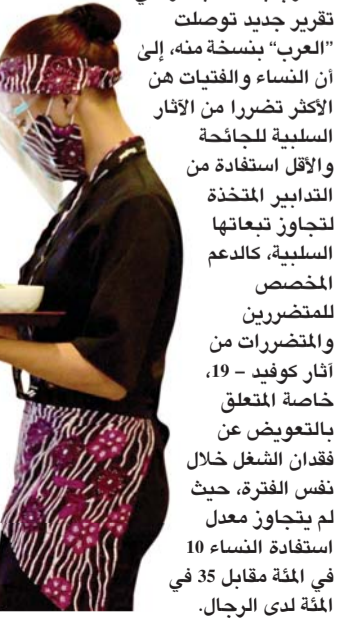 تقرير جديد توصلت
”العرب“ بنسخة منه، إلى
أن النساء والفتيات هن
الأكثر تضررا من الآثار
السلبية للجائحة
والأقل استفادة من
التدابير المتخذة
لتجاوز تبعاتها
السلبية، كالدعم
المخصص
للمتضررين
والمتضررات من
آثار كوفيد – 19،
خاصة المتعلق
بالتعويض عن
فقدان الشغل خلال
نفس الفترة، حيث
لم يتجاوز معدل
استفادة النساء 10
في المئة مقابل 35 في
المئة لدى الرجال.